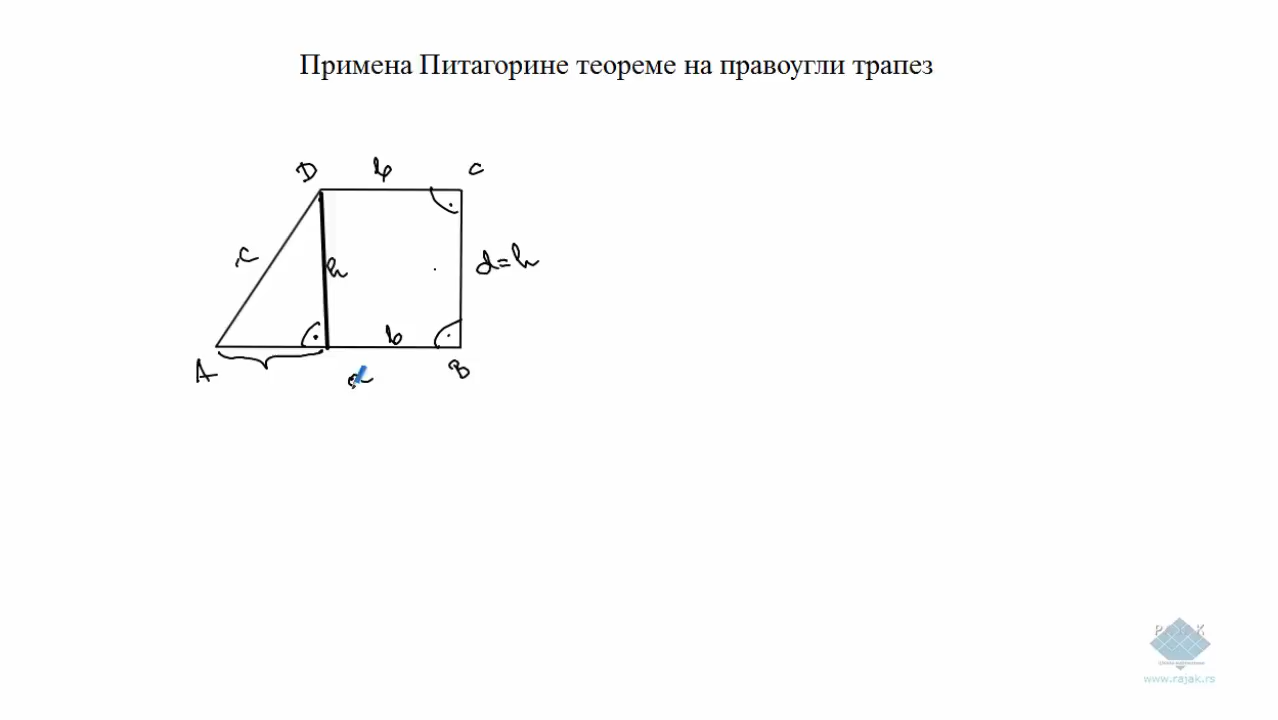 Примена Питагорине теореме на правоугли трапез
D b C
c h d=h
b
A a B
www.rajak.rs